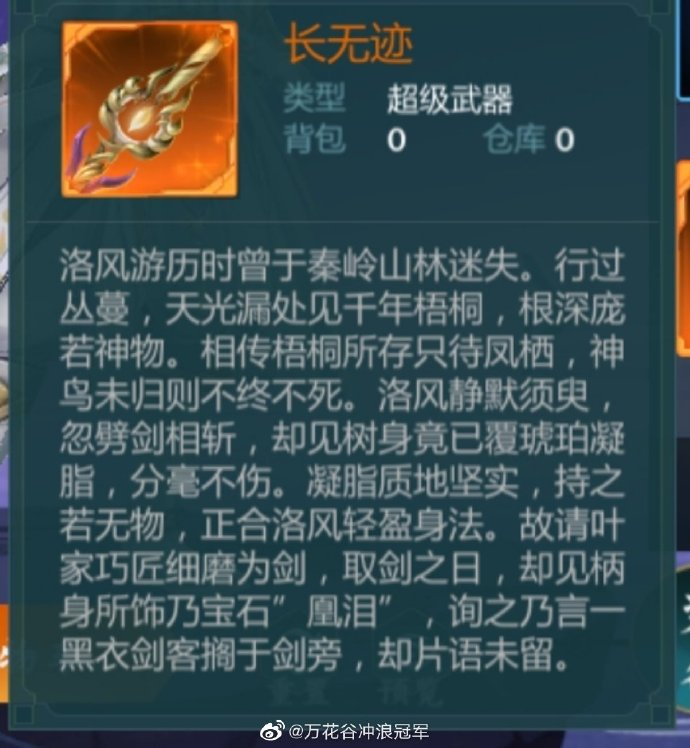 长无迹
类型 超级武器
背包 0 仓库 0
洛风游历时曾于秦岭山林迷失。行过
丛蔓，天光漏处见千年梧桐，根深庞
若神物。相传梧桐所存只待凤栖，神
鸟未归则不终不死。洛风静默须臾，
忽劈剑相斩，却见树身竟已覆琥珀凝
脂，分毫不伤。凝脂质地坚实，持之
若无物，正合洛风轻盈身法。故请叶
家巧匠细磨为剑，取剑之日，却见柄
身所饰乃宝石”凰泪”，询之乃言一
黑衣剑客搁于剑旁，却片语未留。
@万花谷冲浪冠军